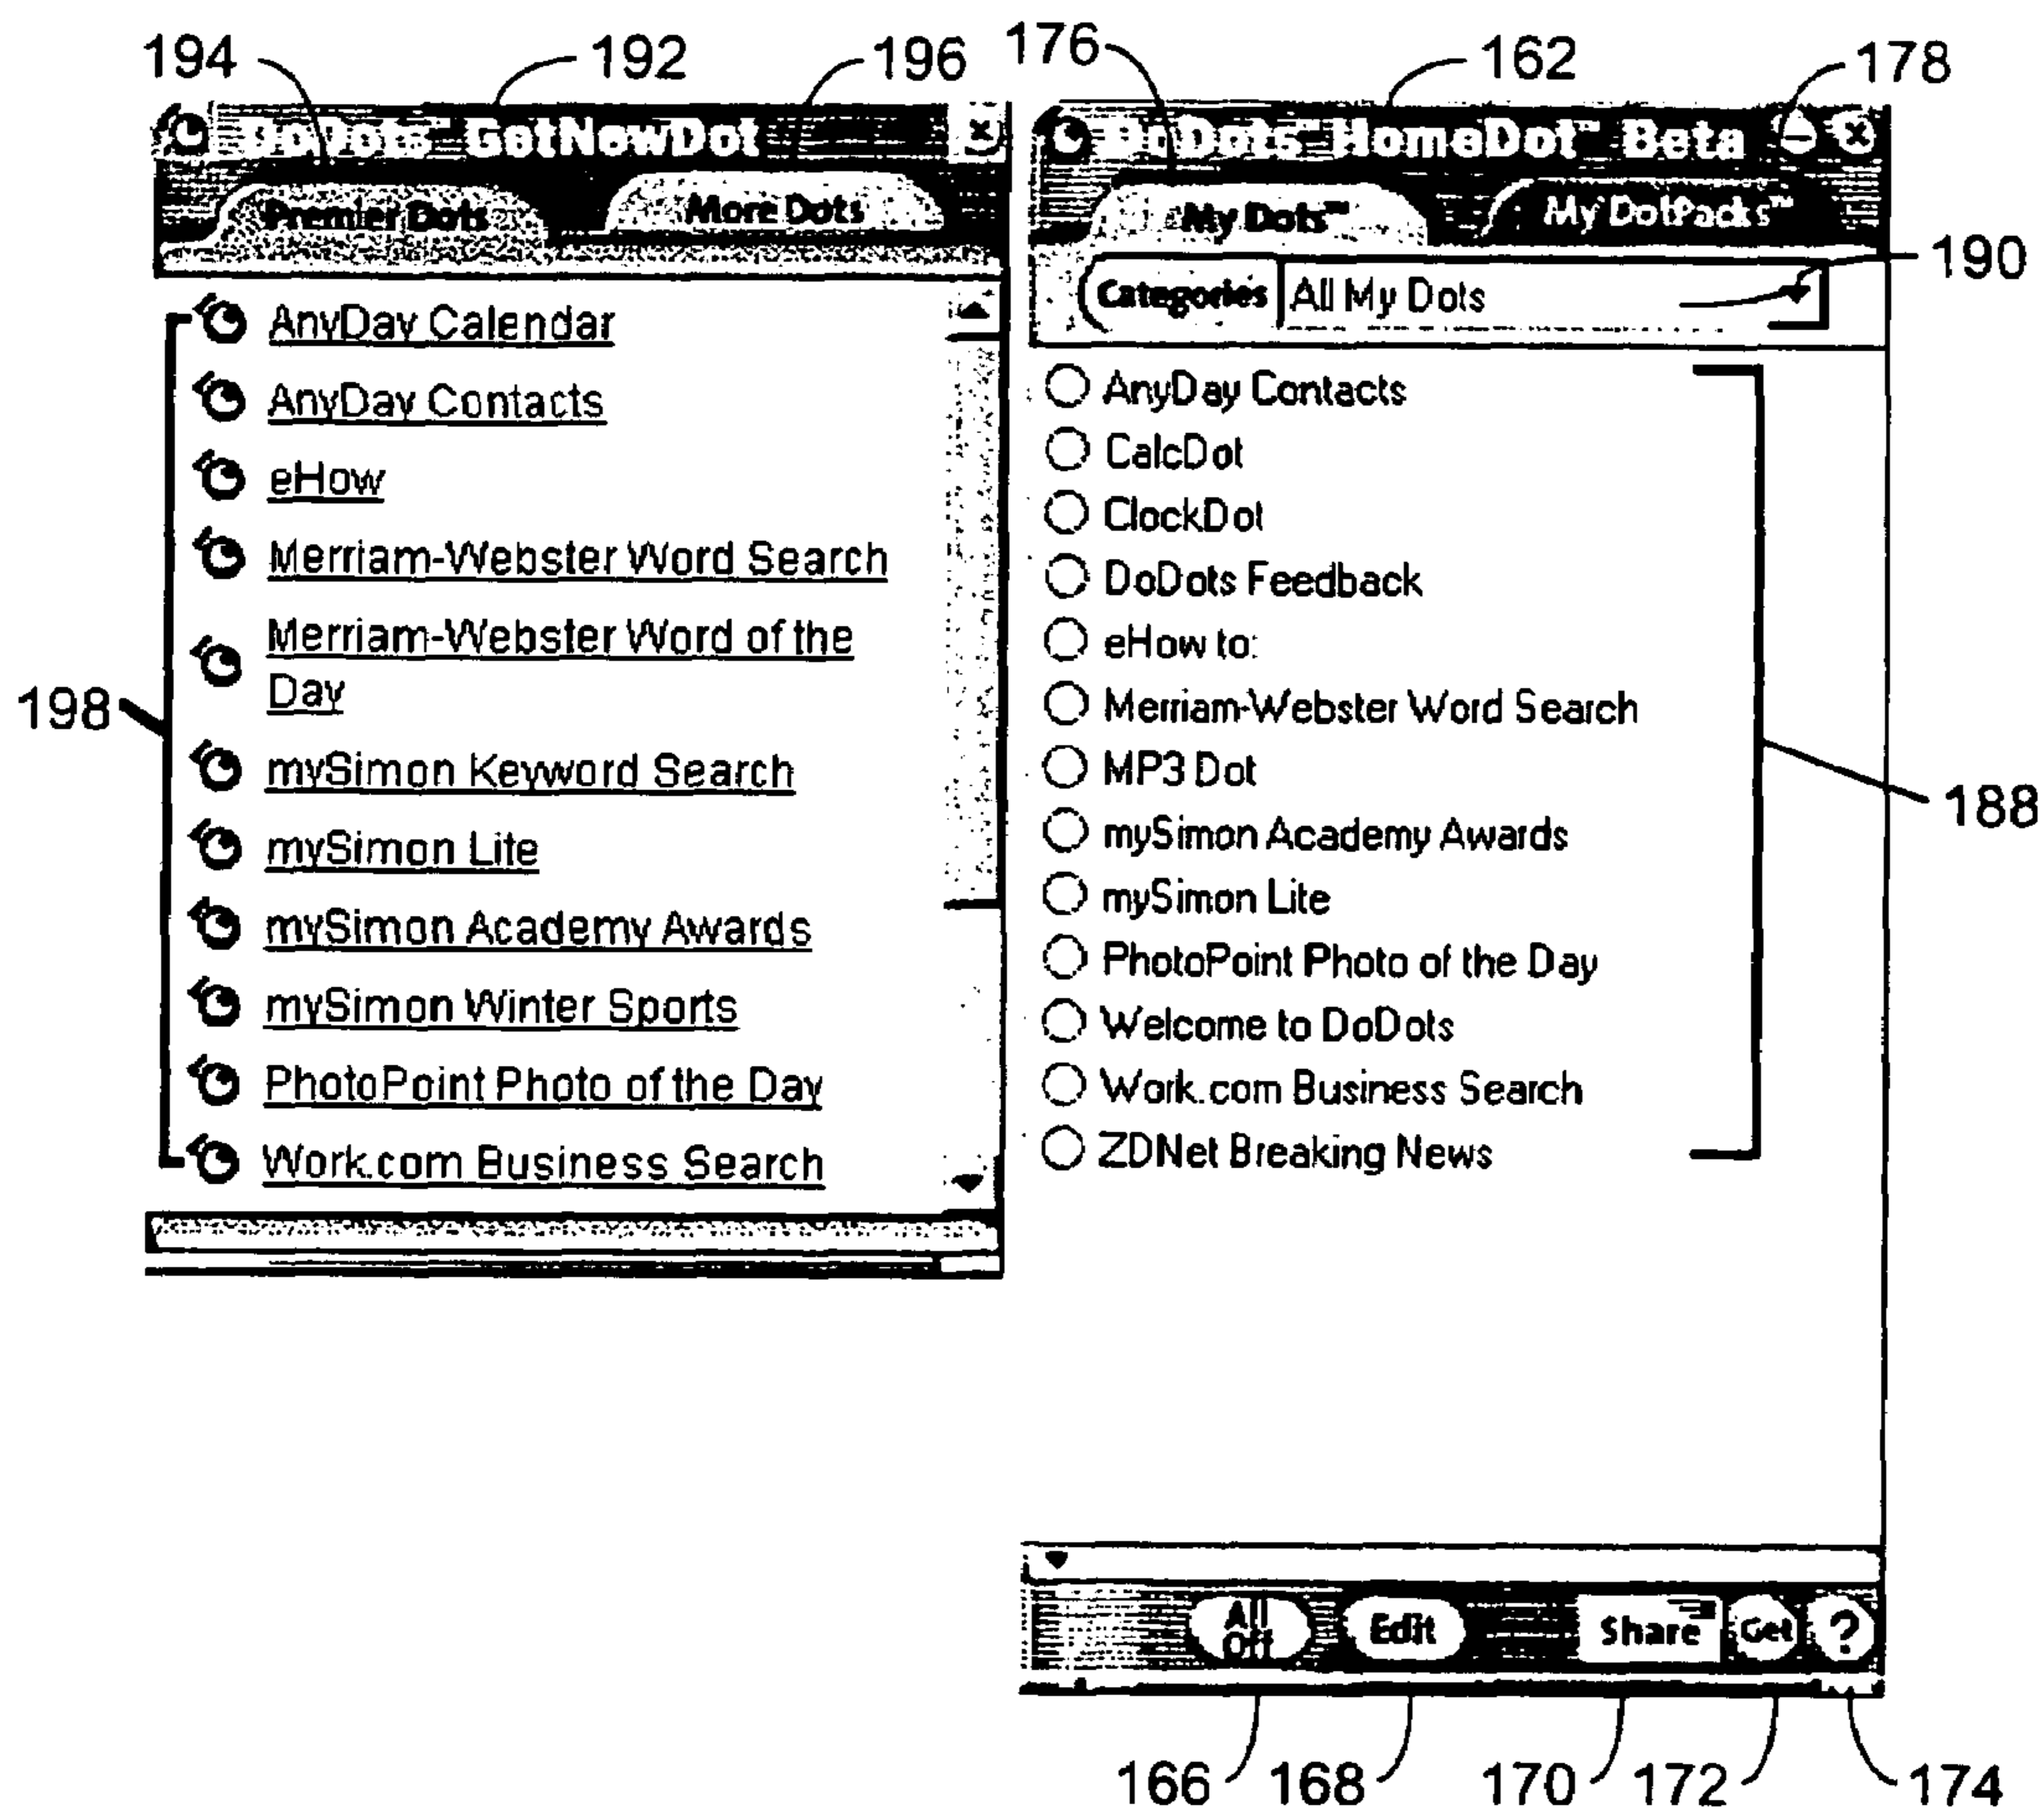 194
192
196
176
162
178
DoDots™ GetNewDot
Premier Dots
More Dots
AnyDay Calendar
AnyDay Contacts
eHow
Merriam-Webster Word Search
Merriam-Webster Word of the
Day
mySimon Keyword Search
mySimon Lite
mySimon Academy Awards
mySimon Winter Sports
PhotoPoint Photo of the Day
Work.com Business Search
198
DoDots™ HomeDot™ Beta
My Dots™
My DotPacks™
190
Categories
All My Dots
AnyDay Contacts
CalcDot
ClockDot
DoDots Feedback
eHow to:
Merriam-Webster Word Search
MP3 Dot
mySimon Academy Awards
mySimon Lite
PhotoPoint Photo of the Day
Welcome to DoDots
Work.com Business Search
ZDNet Breaking News
188
All
Off
Edit
Share
Get
?
166
168
170
172
174